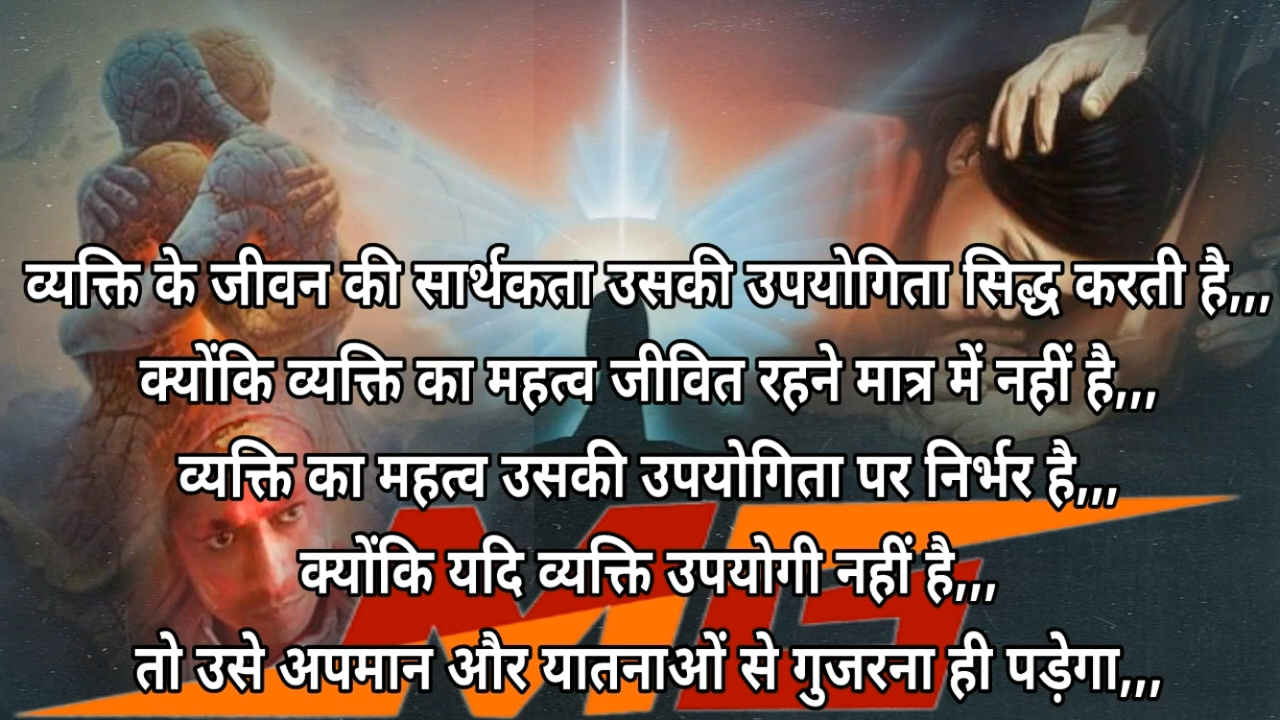 व्यक्ति के जीवन की सार्थकता उसकी उपयोगिता सिद्ध करती है,,,
क्योंकि व्यक्ति का महत्व जीवित रहने मात्र में नहीं है,,,
व्यक्ति का महत्व उसकी उपयोगिता पर निर्भर है,,,
क्योंकि यदि व्यक्ति उपयोगी नहीं है,,,
तो उसे अपमान और यातनाओं से गुजरना ही पड़ेगा,,,
MG